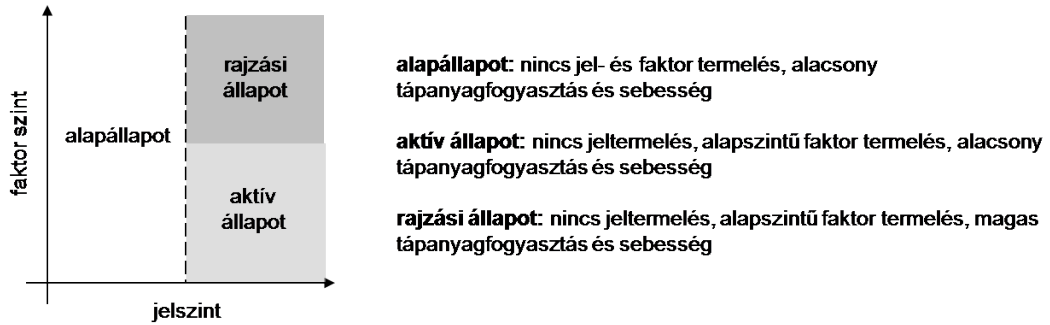 rajzási
állapot
alapállapot
aktív
állapot
faktor szint
jelszint
alapállapot: nincs jel- és faktor termelés, alacsony
tápanyagfogyasztás és sebesség
aktív állapot: nincs jeltermelés, alapszintű faktor termelés, alacsony
tápanyagfogyasztás és sebesség
rajzási állapot: nincs jeltermelés, alapszintű faktor termelés, magas
tápanyagfogyasztás és sebesség